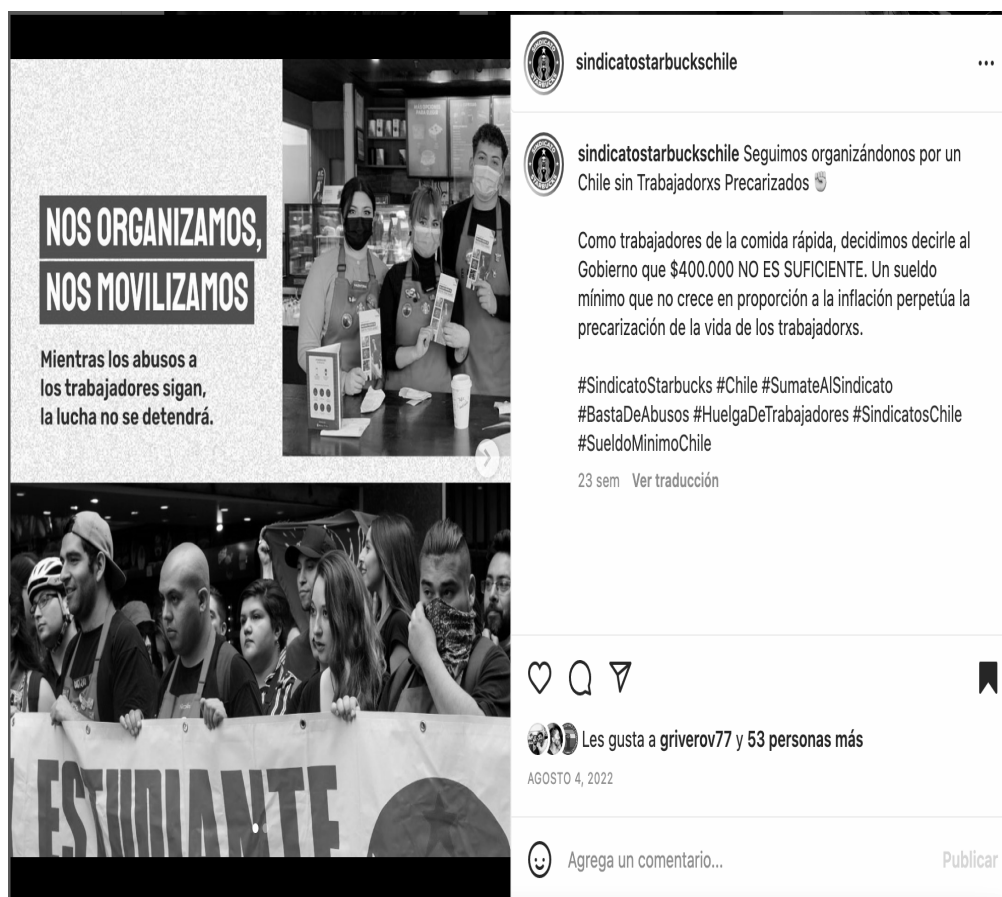 NOS ORGANIZAMOS,
NOS MOVILIZAMOS
Mientras los abusos a
los trabajadores sigan,
la lucha no se detendrá.
ESTUDIANTE
sindicatostarbuckschile
sindicatostarbuckschile Seguimos organizándonos por un
Chile sin Trabajadorxs Precarizados ✊
Como trabajadores de la comida rápida, decidimos decirle al
Gobierno que $400.000 NO ES SUFICIENTE. Un sueldo
mínimo que no crece en proporción a la inflación perpetúa la
precarización de la vida de los trabajadorxs.
#SindicatoStarbucks #Chile #SumateAlSindicato
#BastaDeAbusos #HuelgaDeTrabajadores #SindicatosChile
#SueldoMinimoChile
23 sem Ver traducción
Les gusta a griverov77 y 53 personas más
AGOSTO 4, 2022
Agrega un comentario... Publicar